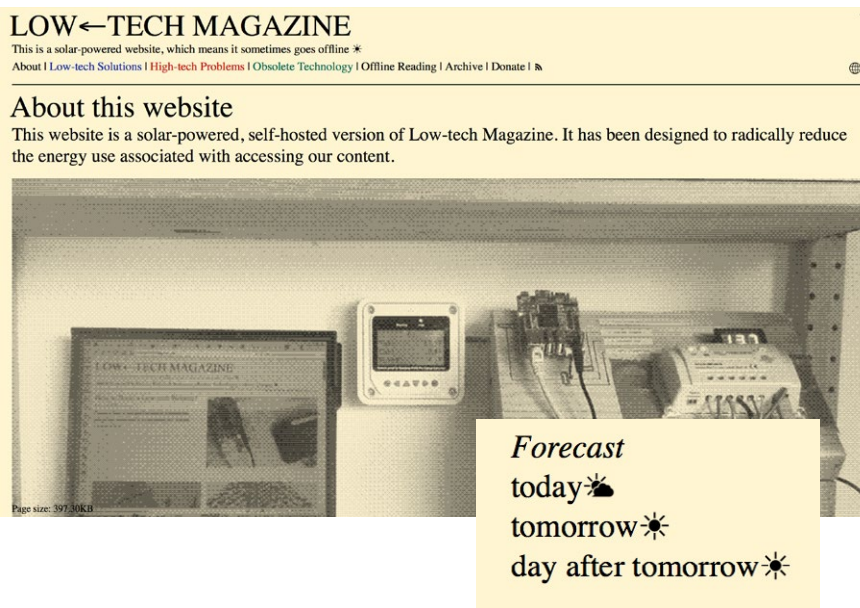 LOW←TECH MAGAZINE
This is a solar-powered website, which means it sometimes goes offline ☀
About | Low-tech Solutions | High-tech Problems | Obsolete Technology | Offline Reading | Archive | Donate |
About this website
This website is a solar-powered, self-hosted version of Low-tech Magazine. It has been designed to radically reduce
the energy use associated with accessing our content.
LOW←TECH MAGAZINE
13.0
Page size: 397.30KB
Forecast
today
tomorrow
day after tomorrow